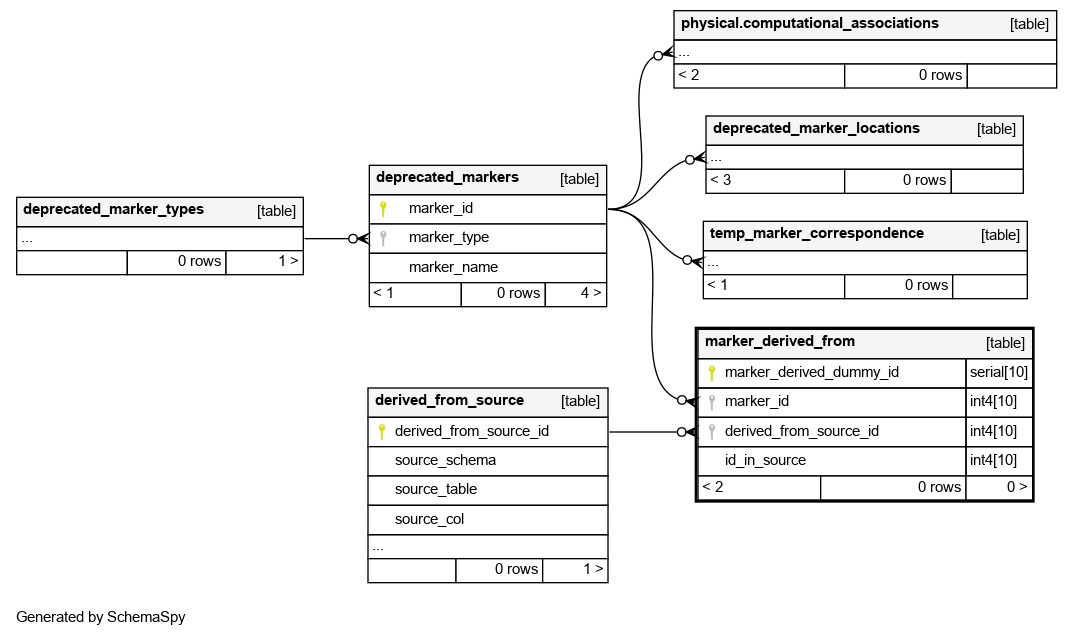 physical.computational_associations [table]
...
< 2 0 rows
deprecated_marker_locations [table]
...
< 3 0 rows
deprecated_markers [table]
marker_id
marker_type
marker_name
< 1 0 rows 4 >
deprecated_marker_types [table]
...
0 rows 1 >
temp_marker_correspondence [table]
...
< 1 0 rows
marker_derived_from [table]
marker_derived_dummy_id serial[10]
marker_id int4[10]
derived_from_source_id int4[10]
id_in_source int4[10]
< 2 0 rows 0 >
derived_from_source [table]
derived_from_source_id
source_schema
source_table
source_col
...
0 rows 1 >
Generated by SchemaSpy